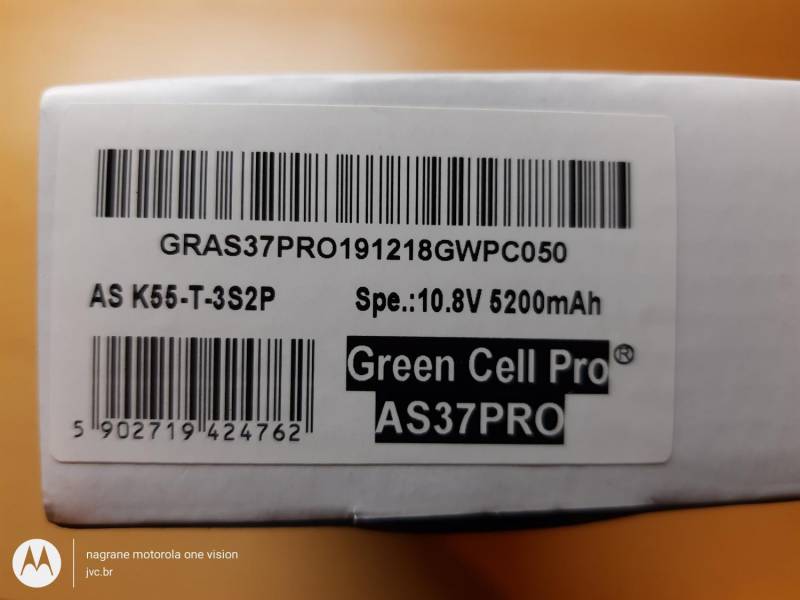 GRAS37PRO191218GWPC050
AS K55-T-3S2P
Spe.:10.8V 5200mAh
Green Cell Pro®
AS37PRO
5 902719 424762
nagrane motorola one vision
jvc.br